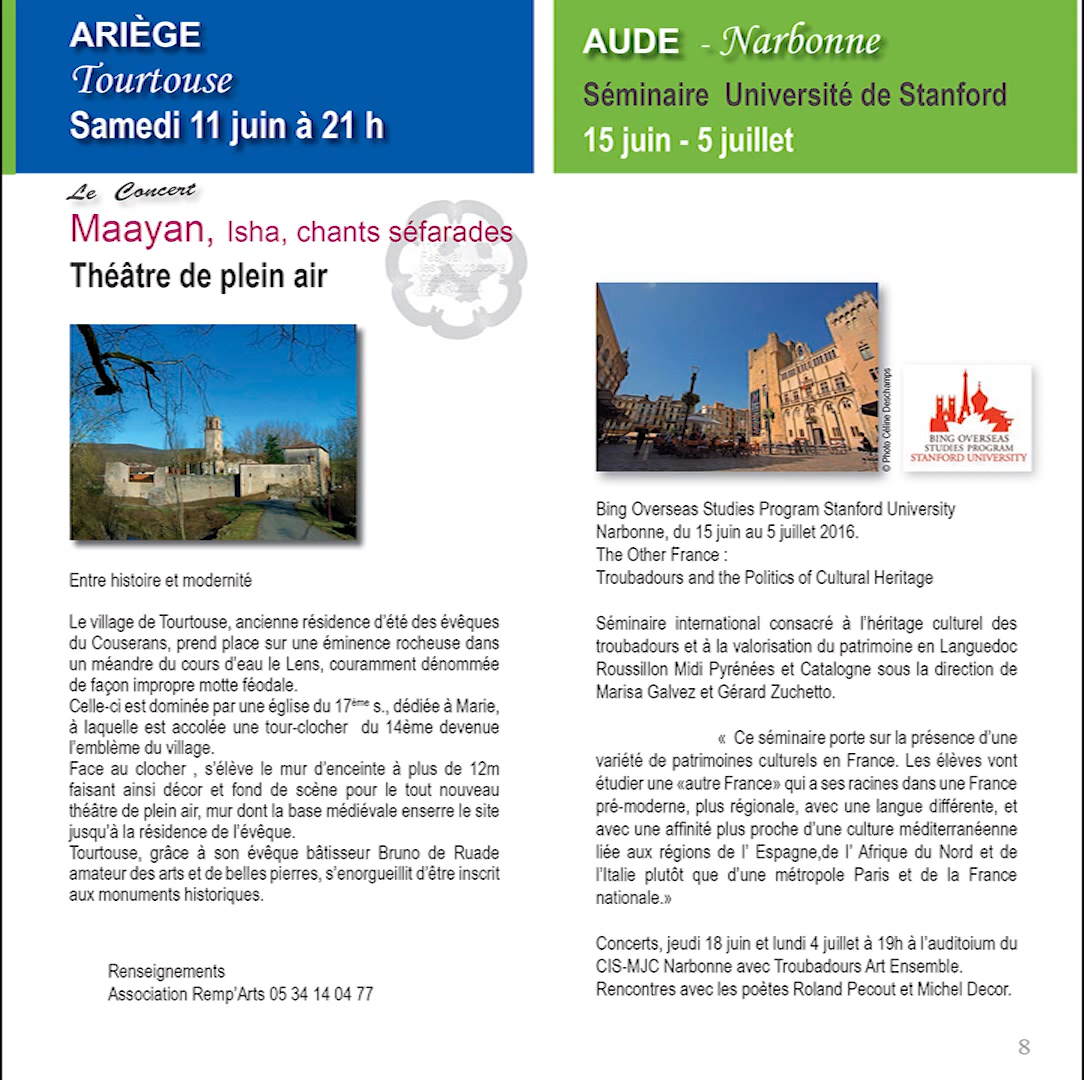 ARIÈGE
Tourtouse
Samedi 11 juin à 21 h
Le Concert
Maayan, Isha, chants séfarades
Théâtre de plein air
Entre histoire et modernité
Le village de Tourtouse, ancienne résidence d'été des évêques
du Couserans, prend place sur une éminence rocheuse dans
un méandre du cours d'eau le Lens, couramment dénommée
de façon impropre motte féodale.
Celle-ci est dominée par une église du 17ème s., dédiée à Marie,
à laquelle est accolée une tour-clocher du 14ème devenue
l'emblème du village.
Face au clocher , s'élève le mur d'enceinte à plus de 12m
faisant ainsi décor et fond de scène pour le tout nouveau
théâtre de plein air, mur dont la base médiévale enserre le site
jusqu'à la résidence de l'évêque.
Tourtouse, grâce à son évêque bâtisseur Bruno de Ruade
amateur des arts et de belles pierres, s'enorgueillit d'être inscrit
aux monuments historiques.
Renseignements
Association Remp'Arts 05 34 14 04 77
AUDE - Narbonne
Séminaire Université de Stanford
15 juin - 5 juillet
© Photo Céline Deschamps
BING OVERSEAS
STUDIES PROGRAM
STANFORD UNIVERSITY
Bing Overseas Studies Program Stanford University
Narbonne, du 15 juin au 5 juillet 2016.
The Other France :
Troubadours and the Politics of Cultural Heritage
Séminaire international consacré à l'héritage culturel des
troubadours et à la valorisation du patrimoine en Languedoc
Roussillon Midi Pyrénées et Catalogne sous la direction de
Marisa Galvez et Gérard Zuchetto.
« Ce séminaire porte sur la présence d'une
variété de patrimoines culturels en France. Les élèves vont
étudier une «autre France» qui a ses racines dans une France
pré-moderne, plus régionale, avec une langue différente, et
avec une affinité plus proche d'une culture méditerranéenne
liée aux régions de l' Espagne,de l' Afrique du Nord et de
l'Italie plutôt que d'une métropole Paris et de la France
nationale.»
Concerts, jeudi 18 juin et lundi 4 juillet à 19h à l'auditoium du
CIS-MJC Narbonne avec Troubadours Art Ensemble.
Rencontres avec les poètes Roland Pecout et Michel Decor.
8